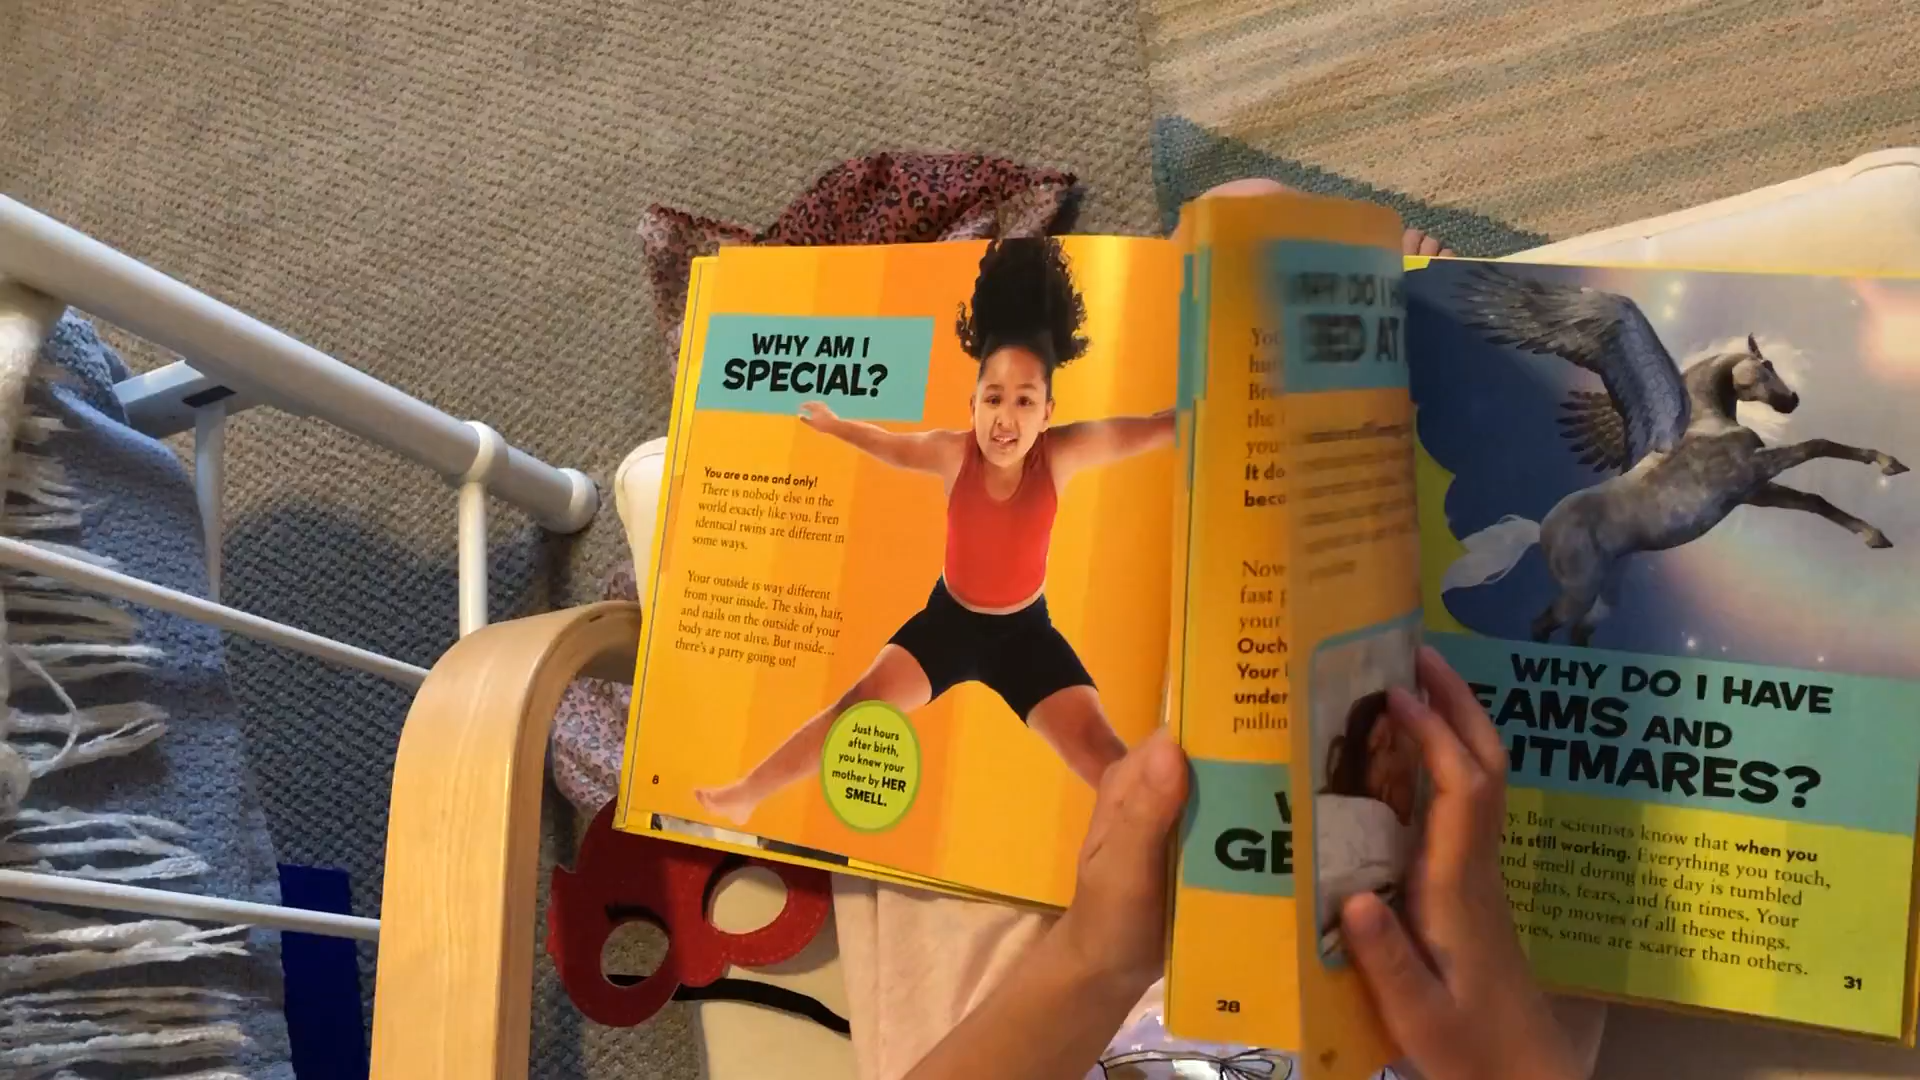 WHY AM I
SPECIAL?
You are a one and only!
There is nobody else in the
world exactly like you. Even
identical twins are different in
some ways.
Your outside is way different
from your inside. The skin, hair,
and nails on the outside of your
body are not alive. But inside...
there's a party going on!
Just hours
after birth,
you knew your
mother by HER
SMELL.
8
It do
Now
fast
your
Ouch
Your
under
pullin
GE
28
DO I
AT
WHY DO I HAVE
EAMS AND
HTMARES?
y. But scientists know that when you
is still working. Everything you touch,
and smell during the day is tumbled
houghts, fears, and fun times. Your
hed-up movies of all these things.
vies, some are scarier than others.
31